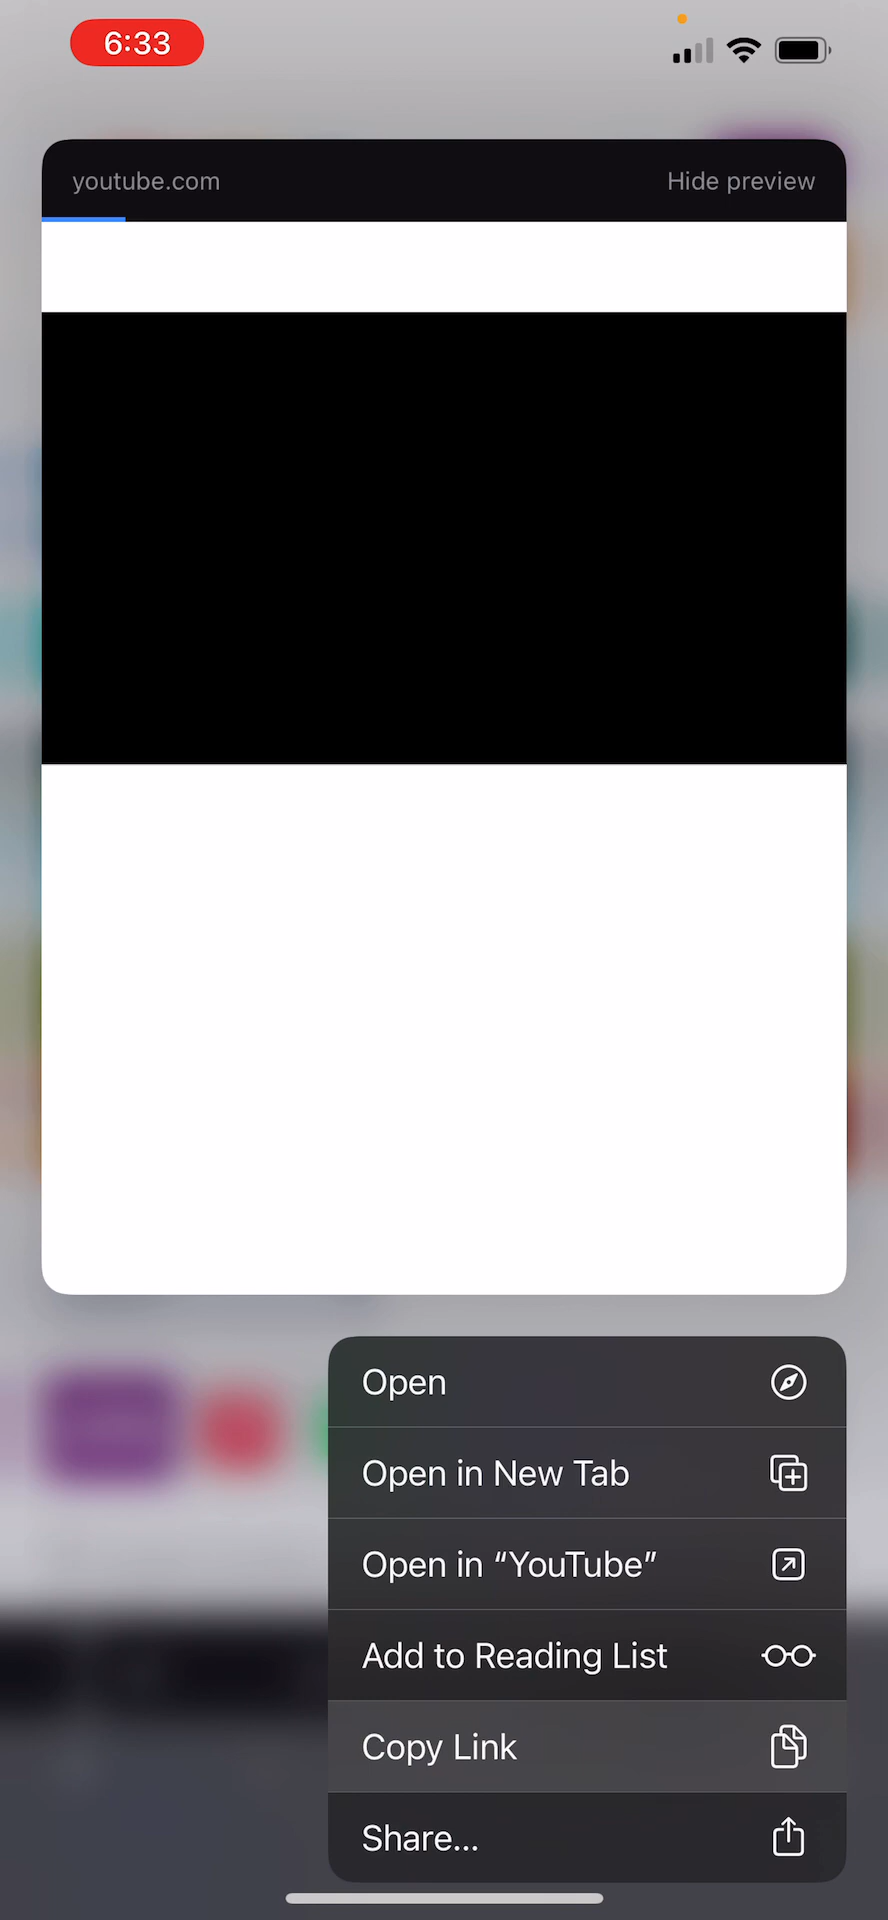 6:33
youtube.com Hide preview
Open
Open in New Tab
Open in “YouTube”
Add to Reading List
Copy Link
Share...